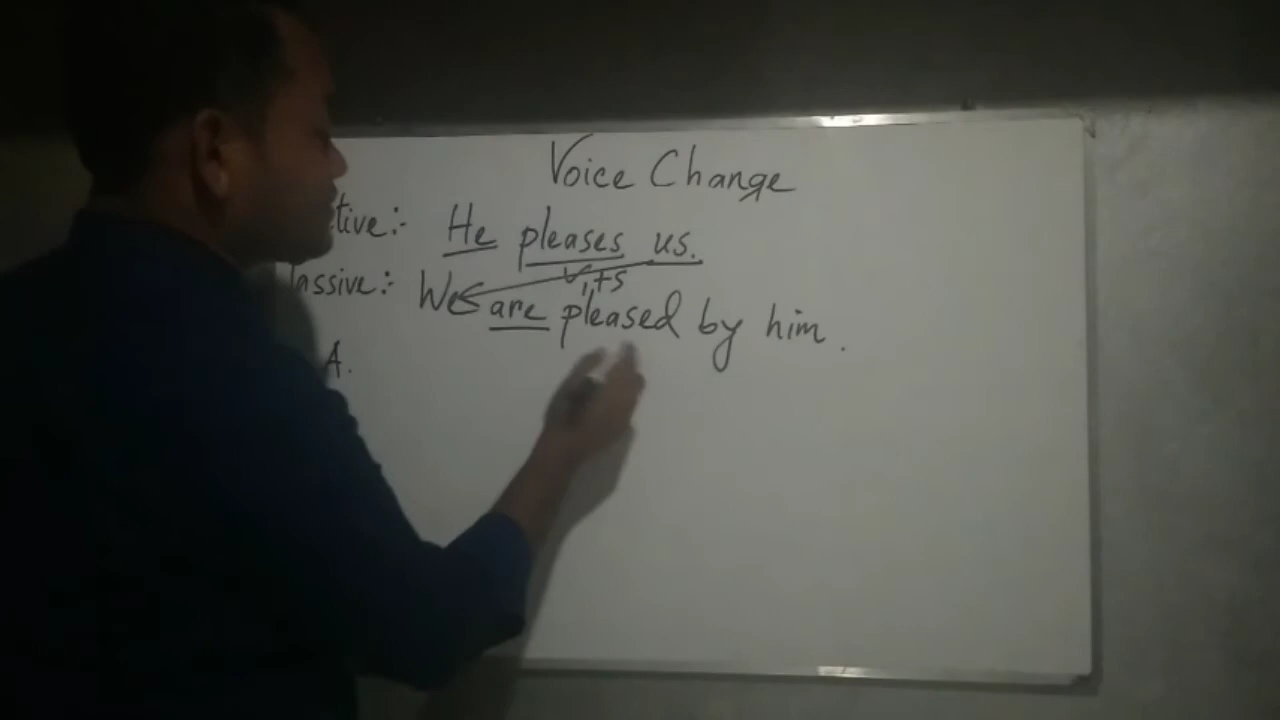 Voice Change
tive:- He pleases us.
assive:- We are pleased by him.
V₁+s
A.